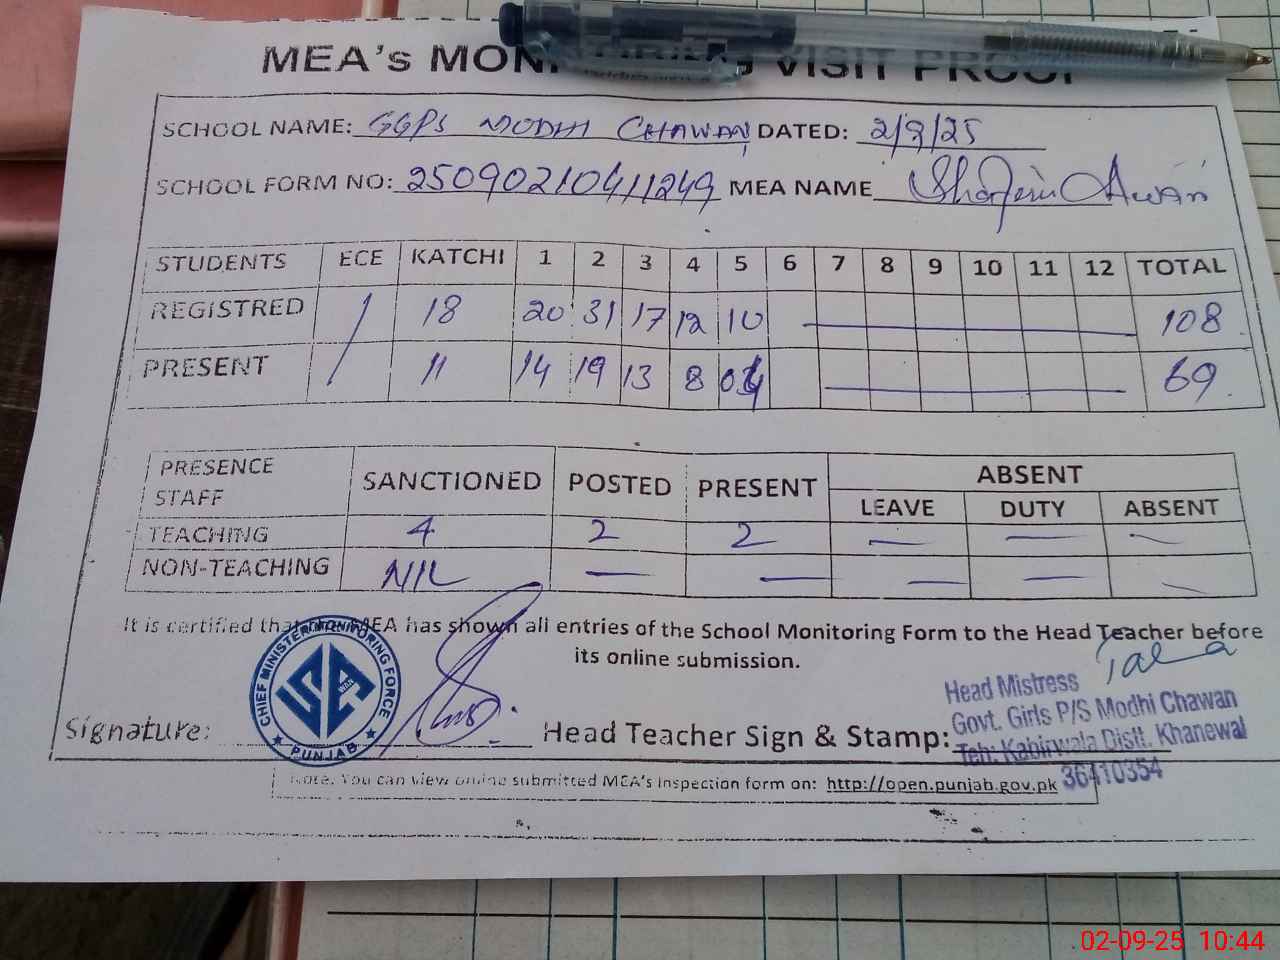 MEA's MONITORING VISIT PROOF
SCHOOL NAME: GGPS MODHI CHAWAN DATED: 2/9/25
SCHOOL FORM NO: 25090210411249 MEA NAME Awan
STUDENTS ECE KATCHI 1 2 3 4 5 6 7 8 9 10 11 12 TOTAL
REGISTRED / 18 20 31 17 12 10 — 108
PRESENT / 11 14 19 13 8 04 — 69
PRESENCE STAFF SANCTIONED POSTED PRESENT ABSENT
LEAVE DUTY ABSENT
TEACHING 4 2 2 — — —
NON-TEACHING NIL — — — — —
It is certified that the MEA has shown all entries of the School Monitoring Form to the Head Teacher before
its online submission.
CHIEF MINISTER MONITORING FORCE
PUNJAB
Signature:
Head Teacher Sign & Stamp:
Head Mistress
Govt. Girls P/S Modhi Chawan
Teh: Kabirwala Distt. Khanewal
36110354
Note: You can view online submitted MEA's Inspection form on: http://open.punjab.gov.pk
02-09-25 10:44